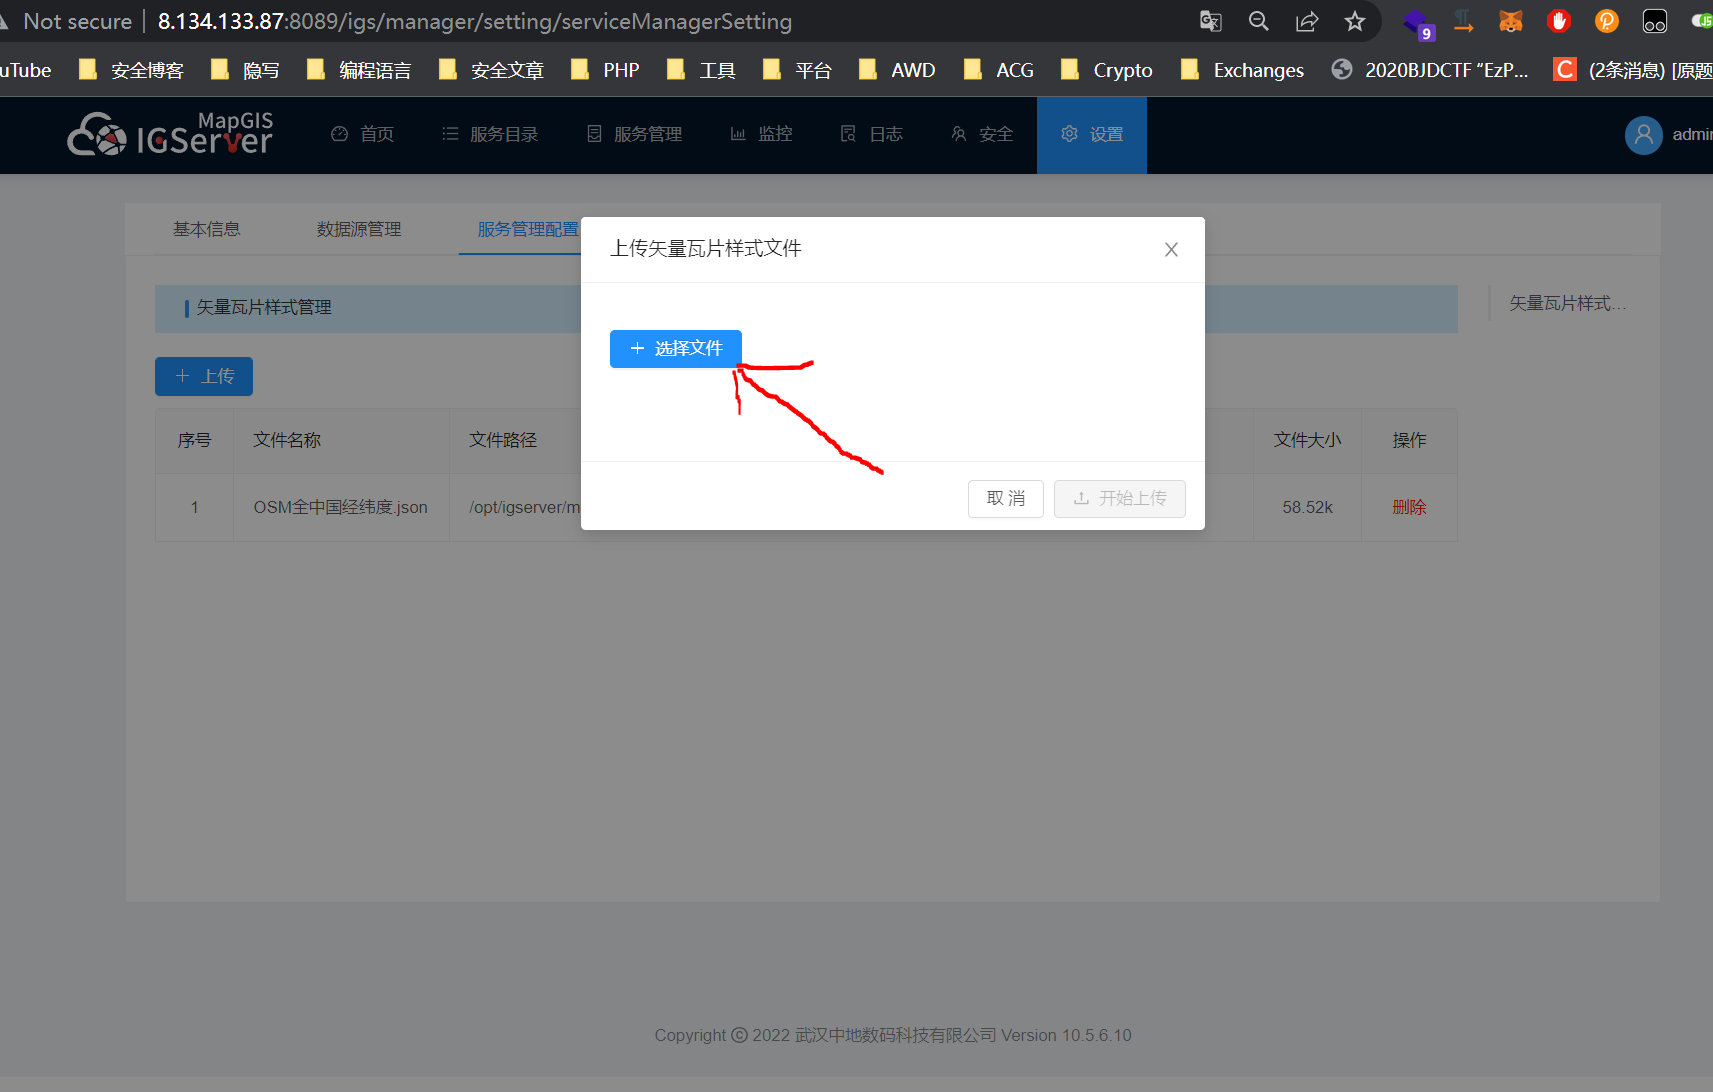 Not secure | 8.134.133.87:8089/igs/manager/setting/serviceManagerSetting
9
uTube 安全博客 隐写 编程语言 安全文章 PHP 工具 平台 AWD ACG Crypto Exchanges 2020BJDCTF “EzP... C (2条消息) [原题
MapGIS
IGServer 首页 服务目录 服务管理 监控 日志 安全 设置 admin
基本信息 数据源管理 服务管理配置
上传矢量瓦片样式文件
矢量瓦片样式管理 矢量瓦片样式...
选择文件
上传
序号 文件名称 文件路径 文件大小 操作
取 消 开始上传
1 OSM全中国经纬度.json /opt/igserver/m 58.52k 删除
Copyright © 2022 武汉中地数码科技有限公司 Version 10.5.6.10